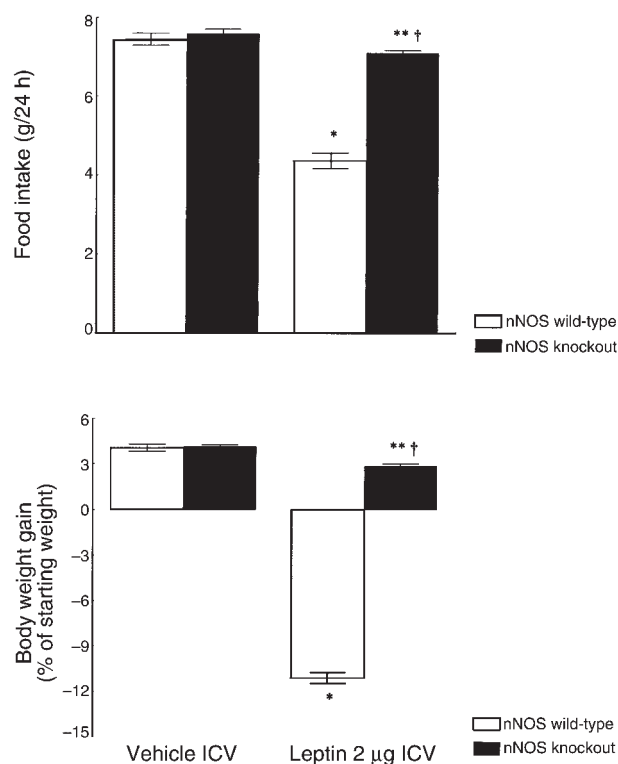 8
6
4
2
0
Food intake (g/24 h)
*
** †
nNOS wild-type
nNOS knockout
6
3
0
−3
−6
−9
−12
−15
Body weight gain
(% of starting weight)
** †
*
nNOS wild-type
nNOS knockout
Vehicle ICV
Leptin 2 μg ICV